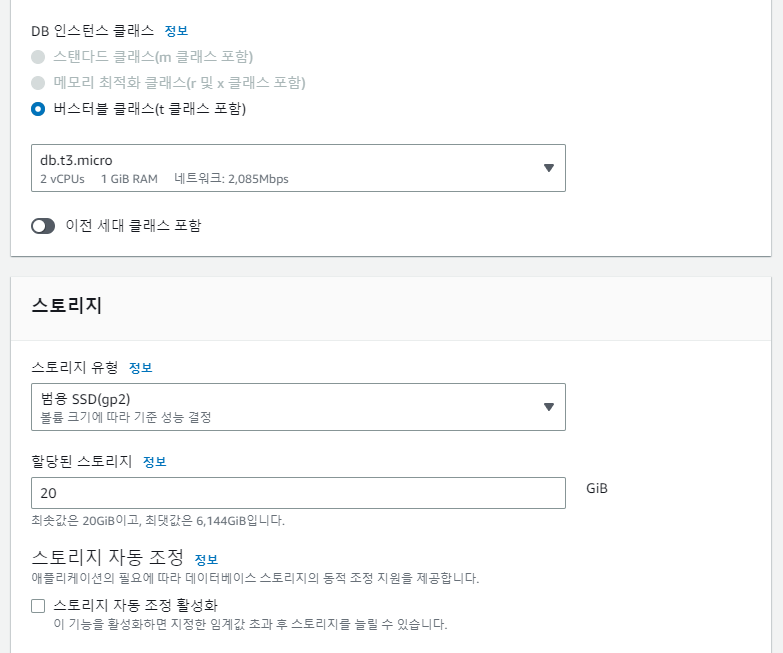 DB 인스턴스 클래스 정보
스탠다드 클래스(m 클래스 포함)
메모리 최적화 클래스(r 및 x 클래스 포함)
버스터블 클래스(t 클래스 포함)
db.t3.micro
2 vCPUs 1 GiB RAM 네트워크: 2,085Mbps
이전 세대 클래스 포함
스토리지
스토리지 유형 정보
범용 SSD(gp2)
볼륨 크기에 따라 기준 성능 결정
할당된 스토리지 정보
20
GiB
최솟값은 20GiB이고, 최댓값은 6,144GiB입니다.
스토리지 자동 조정 정보
애플리케이션의 필요에 따라 데이터베이스 스토리지의 동적 조정 지원을 제공합니다.
스토리지 자동 조정 활성화
이 기능을 활성화하면 지정한 임계값 초과 후 스토리지를 늘릴 수 있습니다.